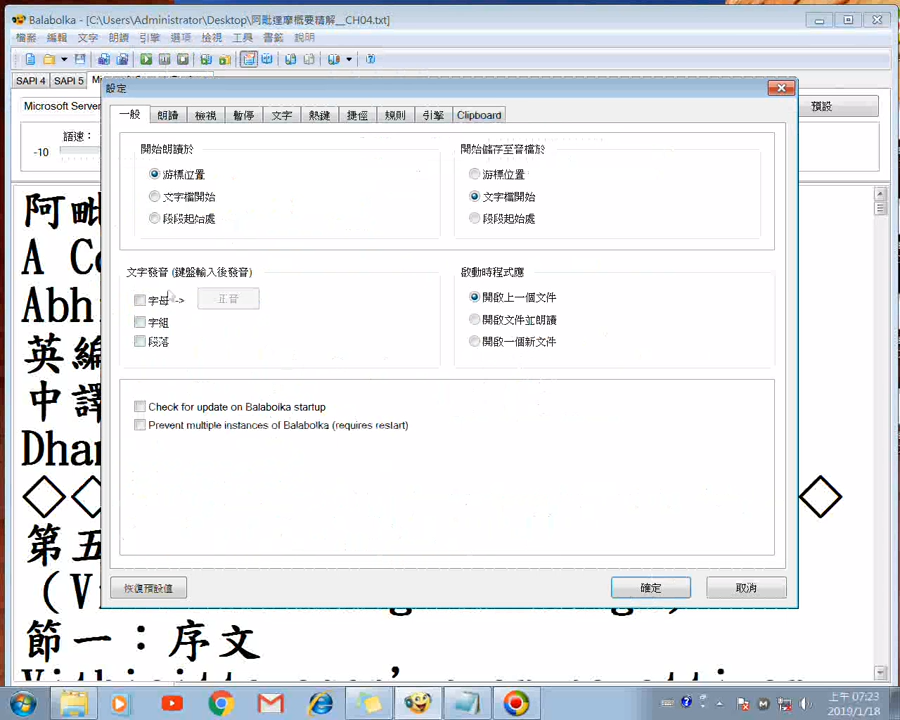 Balabolka - [C:\Users\Administrator\Desktop\阿毗達摩概要精解__CH04.txt]
檔案 編輯 文字 朗讀 引擎 選項 檢視 工具 書籤 說明
SAPI 4 SAPI 5
設定
Microsoft Server
預設
語速：
-10
一般 朗讀 檢視 暫停 文字 熱鍵 捷徑 規則 引擎 Clipboard
開始朗讀於
游標位置
文字檔開始
段段起始處
開始儲存至音檔於
游標位置
文字檔開始
段段起始處
文字發音 (鍵盤輸入後發音)
字母 -->
正音
字組
段落
啟動時程式應
開啟上一個文件
開啟文件並朗讀
開啟一個新文件
Check for update on Balabolka startup
Prevent multiple instances of Balabolka (requires restart)
恢復預設值
確定
取消
阿毗
A Co
Abhi
英編
中譯
Dham
◇◇
◇
第五
(Vi
節一：序文
上午 07:23
2019/1/18